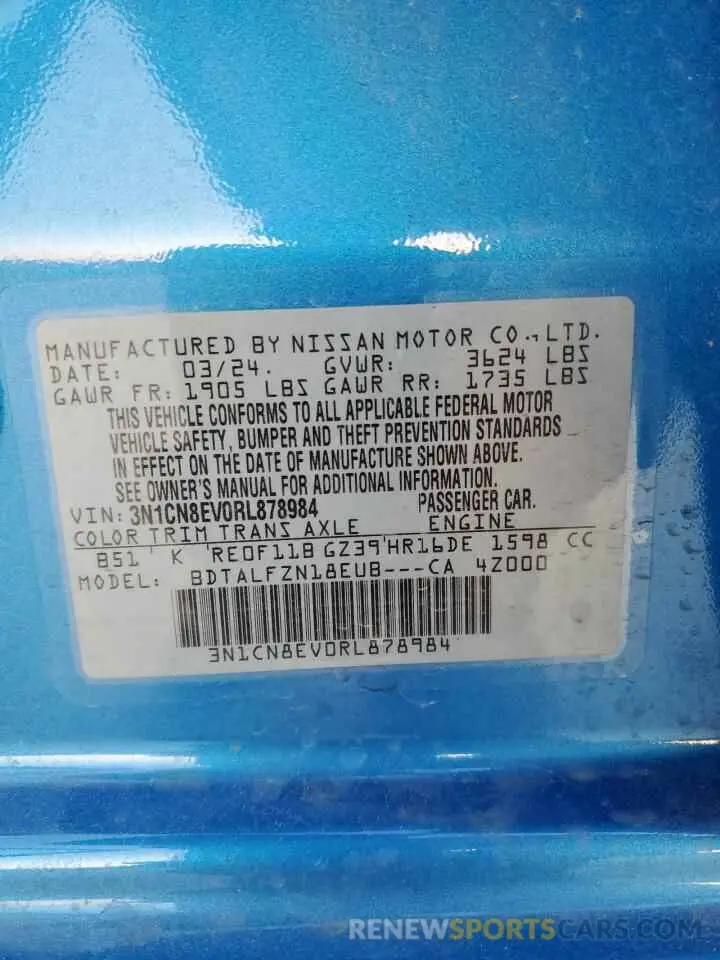 MANUFACTURED BY NISSAN MOTOR CO.,LTD.
DATE: 03/24. GVWR: 3624 LBS
GAWR FR: 1905 LBS GAWR RR: 1735 LBS
THIS VEHICLE CONFORMS TO ALL APPLICABLE FEDERAL MOTOR
VEHICLE SAFETY, BUMPER AND THEFT PREVENTION STANDARDS
IN EFFECT ON THE DATE OF MANUFACTURE SHOWN ABOVE.
SEE OWNER'S MANUAL FOR ADDITIONAL INFORMATION.
VIN: 3N1CN8EV0RL878984 PASSENGER CAR.
COLOR TRIM TRANS AXLE ENGINE
B51 K RE0F11B GZ39 HR16DE 1598 CC
MODEL: BDTALFZN18EUB---CA 4Z000
3N1CN8EV0RL878984
RENEWSPORTSCARS.COM